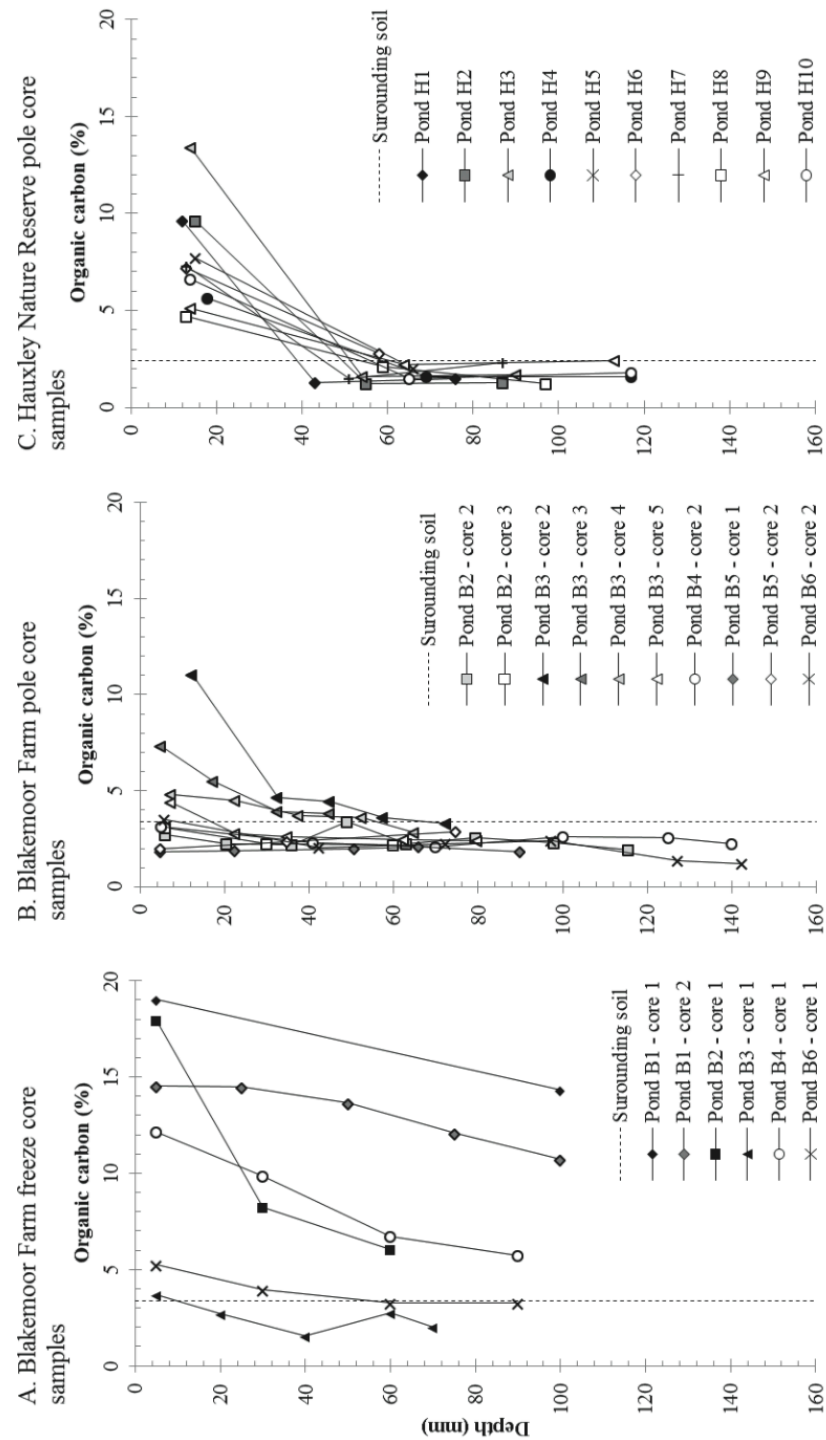 A. Blakemoor Farm freeze core
samples
Organic carbon (%)
0 5 10 15 20
Depth (mm)
0
20
40
60
80
100
120
140
160
Surrounding soil
Pond B1 - core 1
Pond B1 - core 2
Pond B2 - core 1
Pond B3 - core 1
Pond B4 - core 1
Pond B6 - core 1
B. Blakemoor Farm pole core
samples
Organic carbon (%)
0 5 10 15 20
0
20
40
60
80
100
120
140
160
Surrounding soil
Pond B2 - core 2
Pond B2 - core 3
Pond B3 - core 2
Pond B3 - core 3
Pond B3 - core 4
Pond B3 - core 5
Pond B4 - core 2
Pond B5 - core 1
Pond B5 - core 2
Pond B6 - core 2
C. Hauxley Nature Reserve pole core
samples
Organic carbon (%)
0 5 10 15 20
0
20
40
60
80
100
120
140
160
Surounding soil
Pond H1
Pond H2
Pond H3
Pond H4
Pond H5
Pond H6
Pond H7
Pond H8
Pond H9
Pond H10